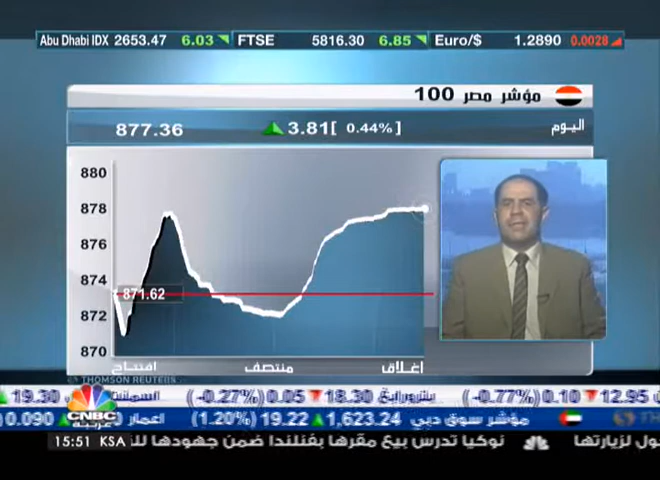 Abu Dhabi IDX 2653.47 6.03 FTSE 5816.30 6.85 Euro/$ 1.2890 0.0028
مؤشر مصر 100
اليوم
877.36 3.81[ 0.44%]
880
878
876
874
871.62
872
870
افتتاح منتصف إغلاق
THOMSON REUTERS
19.30 (-0.27%) 0.05 18.30 (-0.77%) 0.10 12.95
0.090 اعمار (1.20%) 19.22 1,623.24 مؤشر سوق دبي
CNBC
عربية
15:51 KSA نوكيا تدرس بيع مقرها بفنلندا ضمن جهودها لل ول لزيارتها